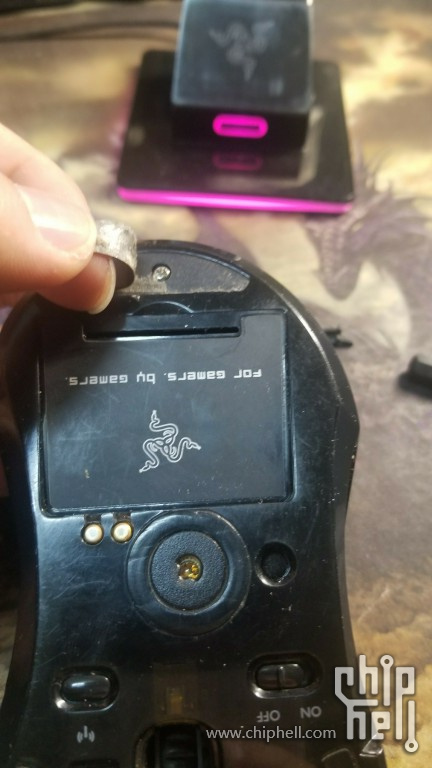 For Gamers. By Gamers.
ON
OFF
www.chiphell.com
chip
hell